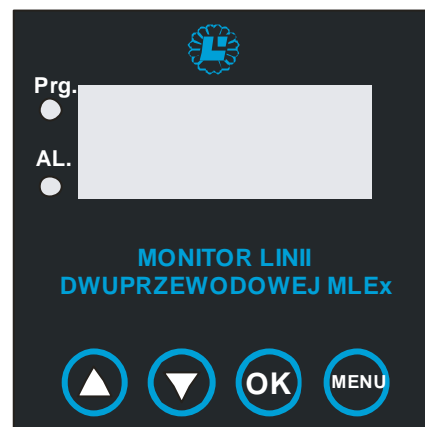 Prg.
AL.
MONITOR LINII
DWUPRZEWODOWEJ MLEx
OK
MENU